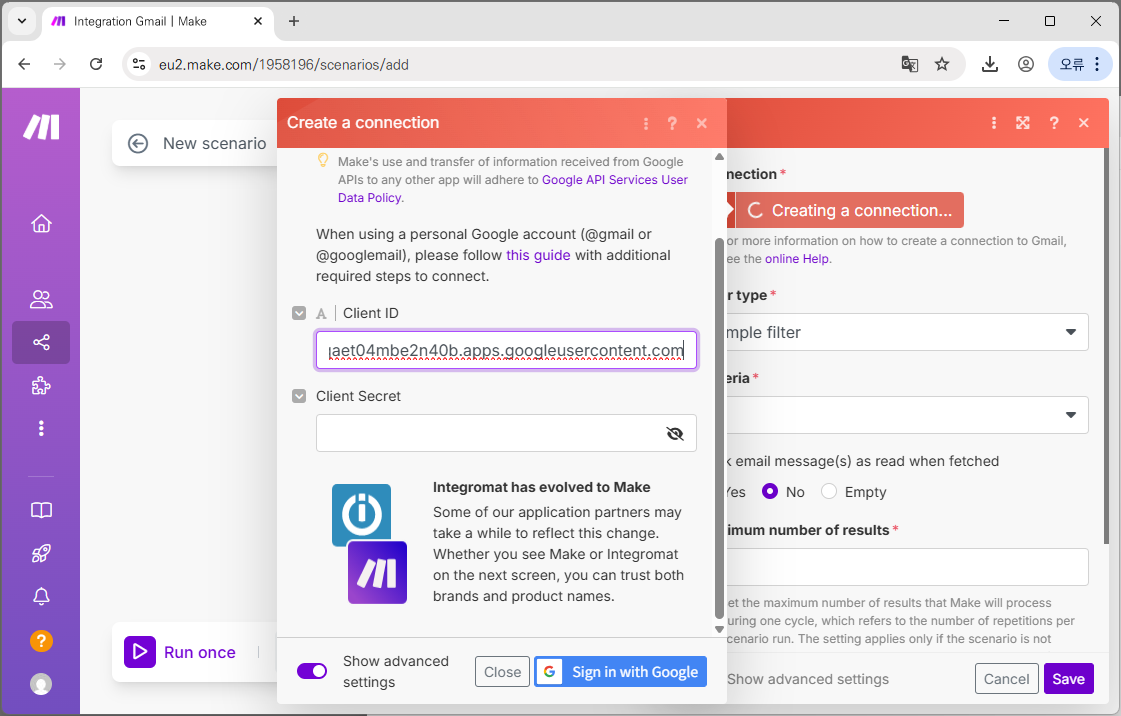 Integration Gmail | Make
eu2.make.com/1958196/scenarios/add
오류
New scenario
Create a connection
Make's use and transfer of information received from Google
APIs to any other app will adhere to Google API Services User
Data Policy.
When using a personal Google account (@gmail or
@googlemail), please follow this guide with additional
required steps to connect.
A Client ID
aet04mbe2n40b.apps.googleusercontent.com
Client Secret
Integromat has evolved to Make
Some of our application partners may
take a while to reflect this change.
Whether you see Make or Integromat
on the next screen, you can trust both
brands and product names.
Show advanced
settings
Close
Sign in with Google
nnection *
Creating a connection...
or more information on how to create a connection to Gmail,
ee the online Help.
r type *
mple filter
eria *
k email message(s) as read when fetched
Yes
No
Empty
imum number of results *
et the maximum number of results that Make will process
uring one cycle, which refers to the number of repetitions per
cenario run. The setting applies only if the scenario is not
Show advanced settings
Cancel
Save
Run once